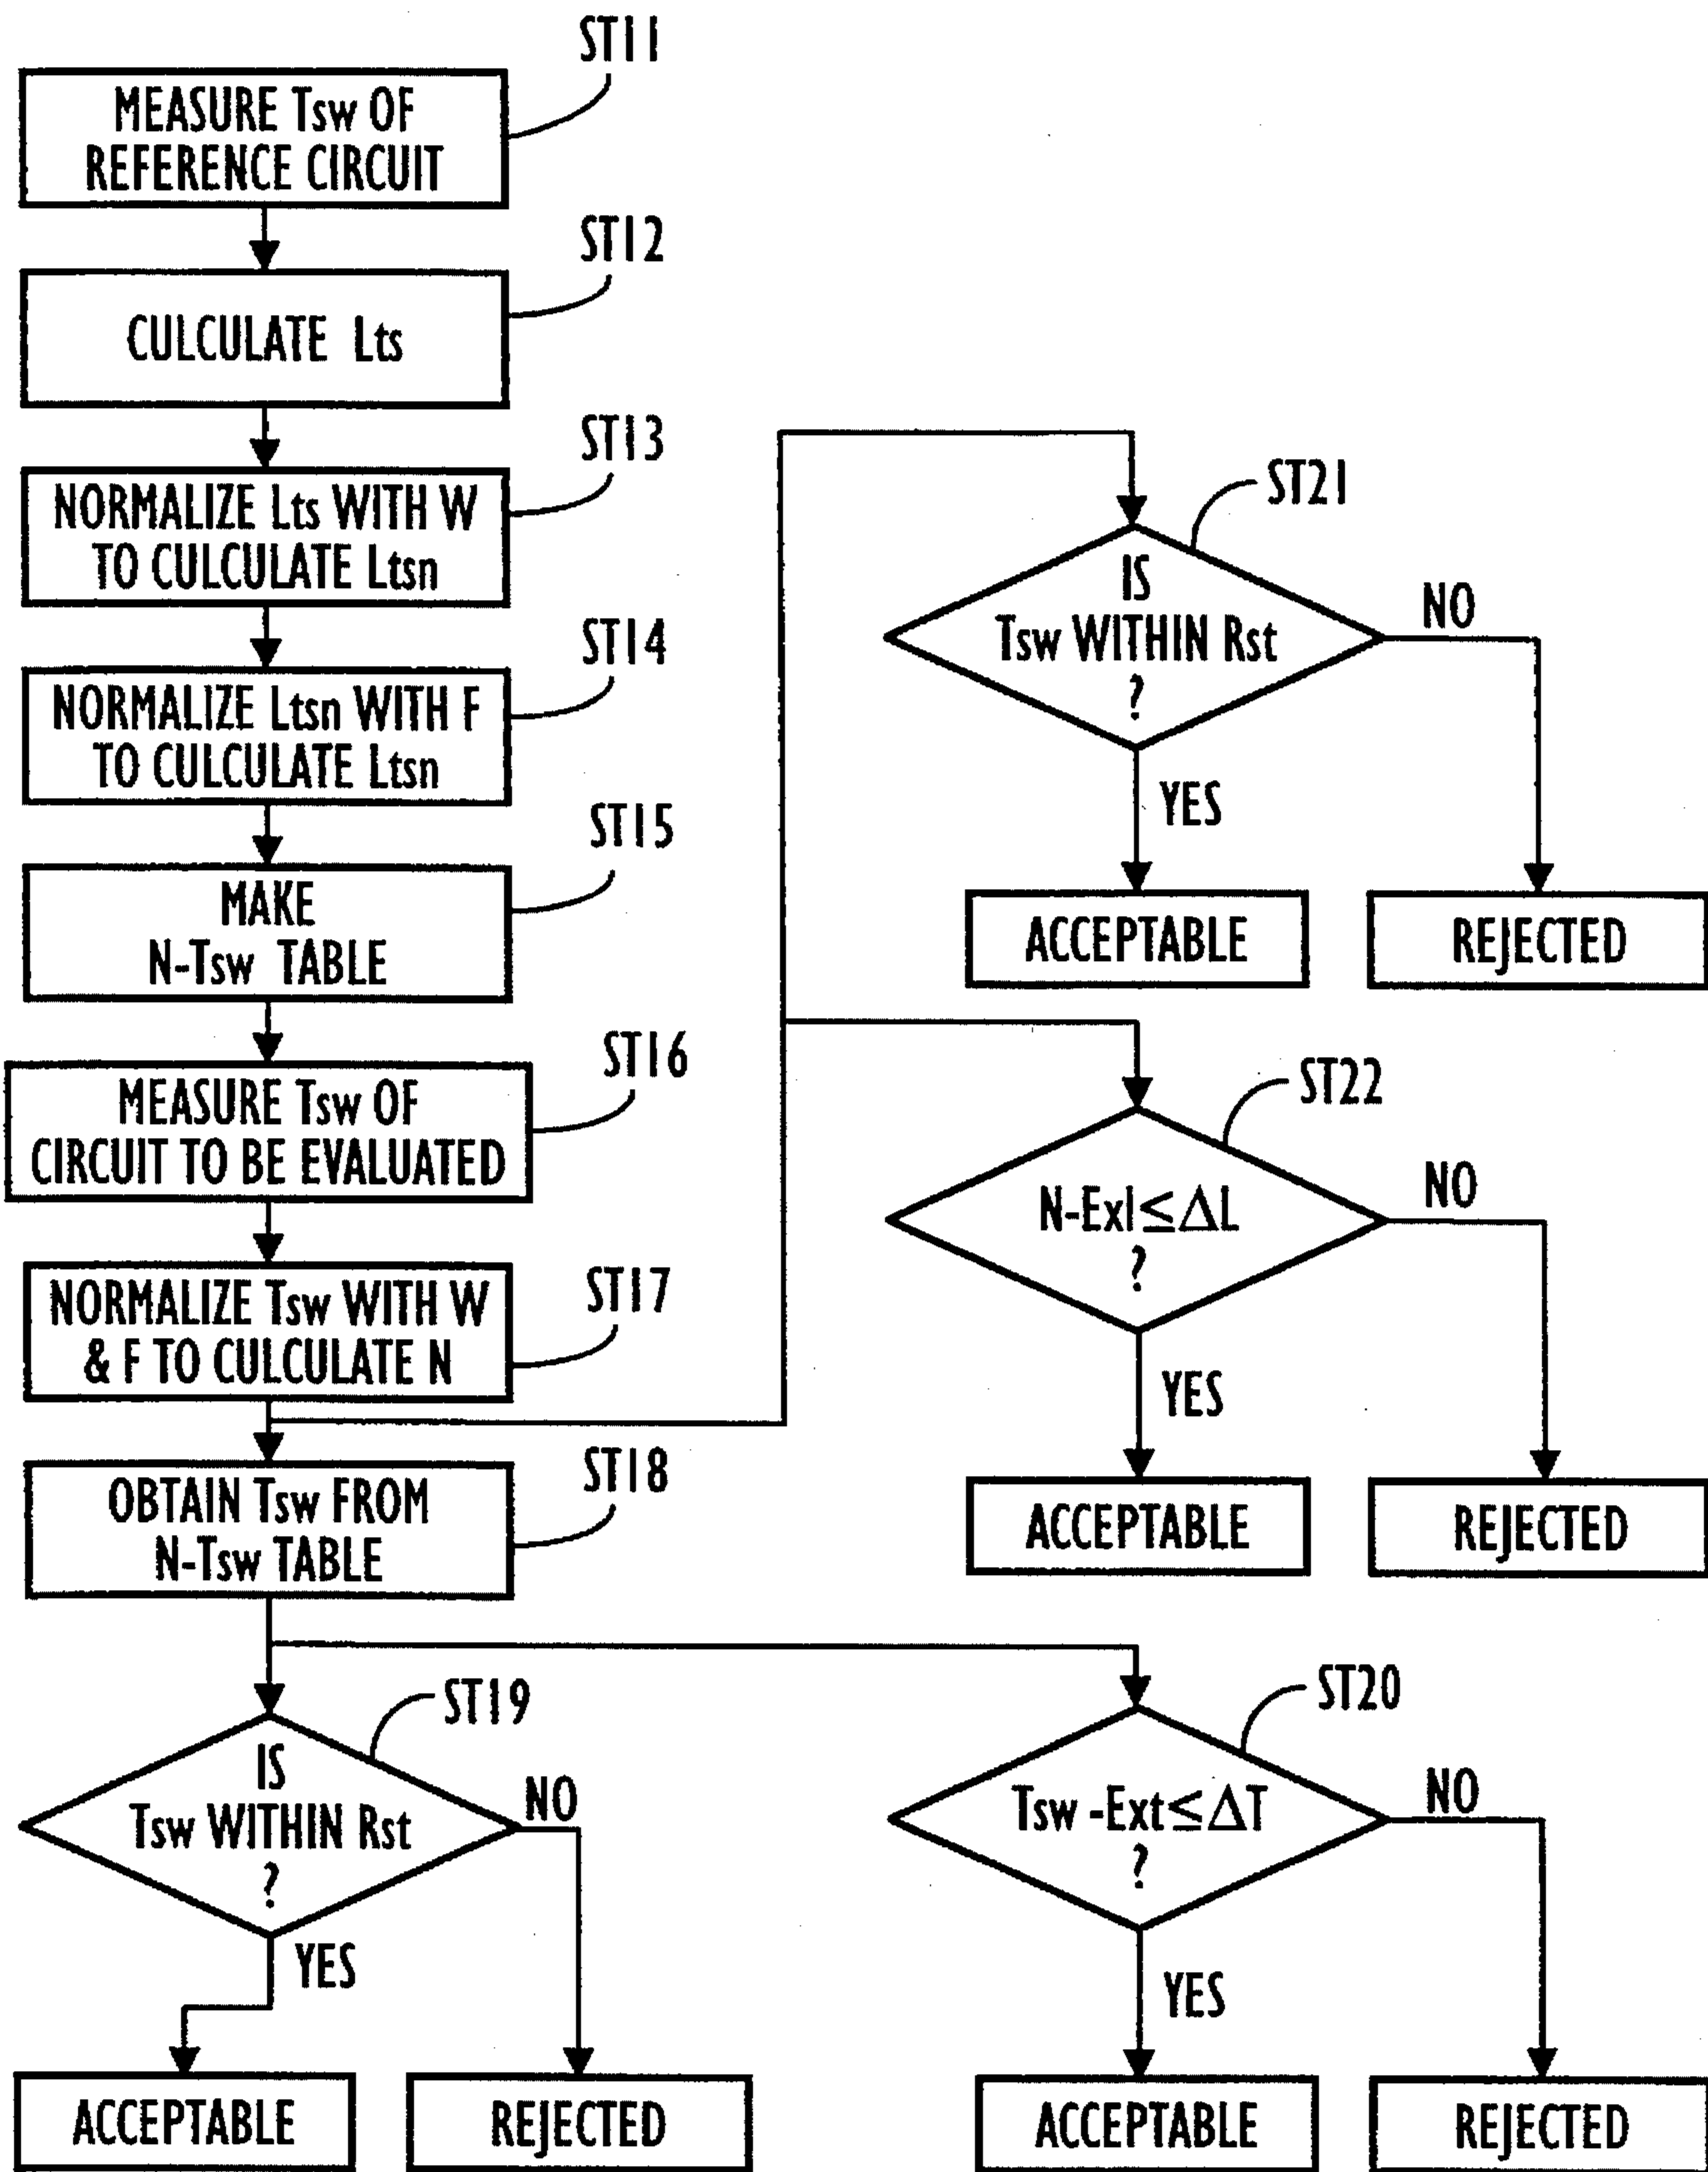 ST11
MEASURE Tsw OF
REFERENCE CIRCUIT
ST12
CULCULATE Lts
ST13
NORMALIZE Lts WITH W
TO CULCULATE Ltsn
ST14
NORMALIZE Ltsn WITH F
TO CULCULATE Ltsn
ST15
MAKE
N-Tsw TABLE
ST16
MEASURE Tsw OF
CIRCUIT TO BE EVALUATED
ST17
NORMALIZE Tsw WITH W
& F TO CULCULATE N
ST18
OBTAIN Tsw FROM
N-Tsw TABLE
ST19
IS
Tsw WITHIN Rst
?
NO
YES
ACCEPTABLE
REJECTED
ST20
Tsw -Ext≤ΔT
?
NO
YES
ACCEPTABLE
REJECTED
ST21
IS
Tsw WITHIN Rst
?
NO
YES
ACCEPTABLE
REJECTED
ST22
N-Exl≤ΔL
?
NO
YES
ACCEPTABLE
REJECTED